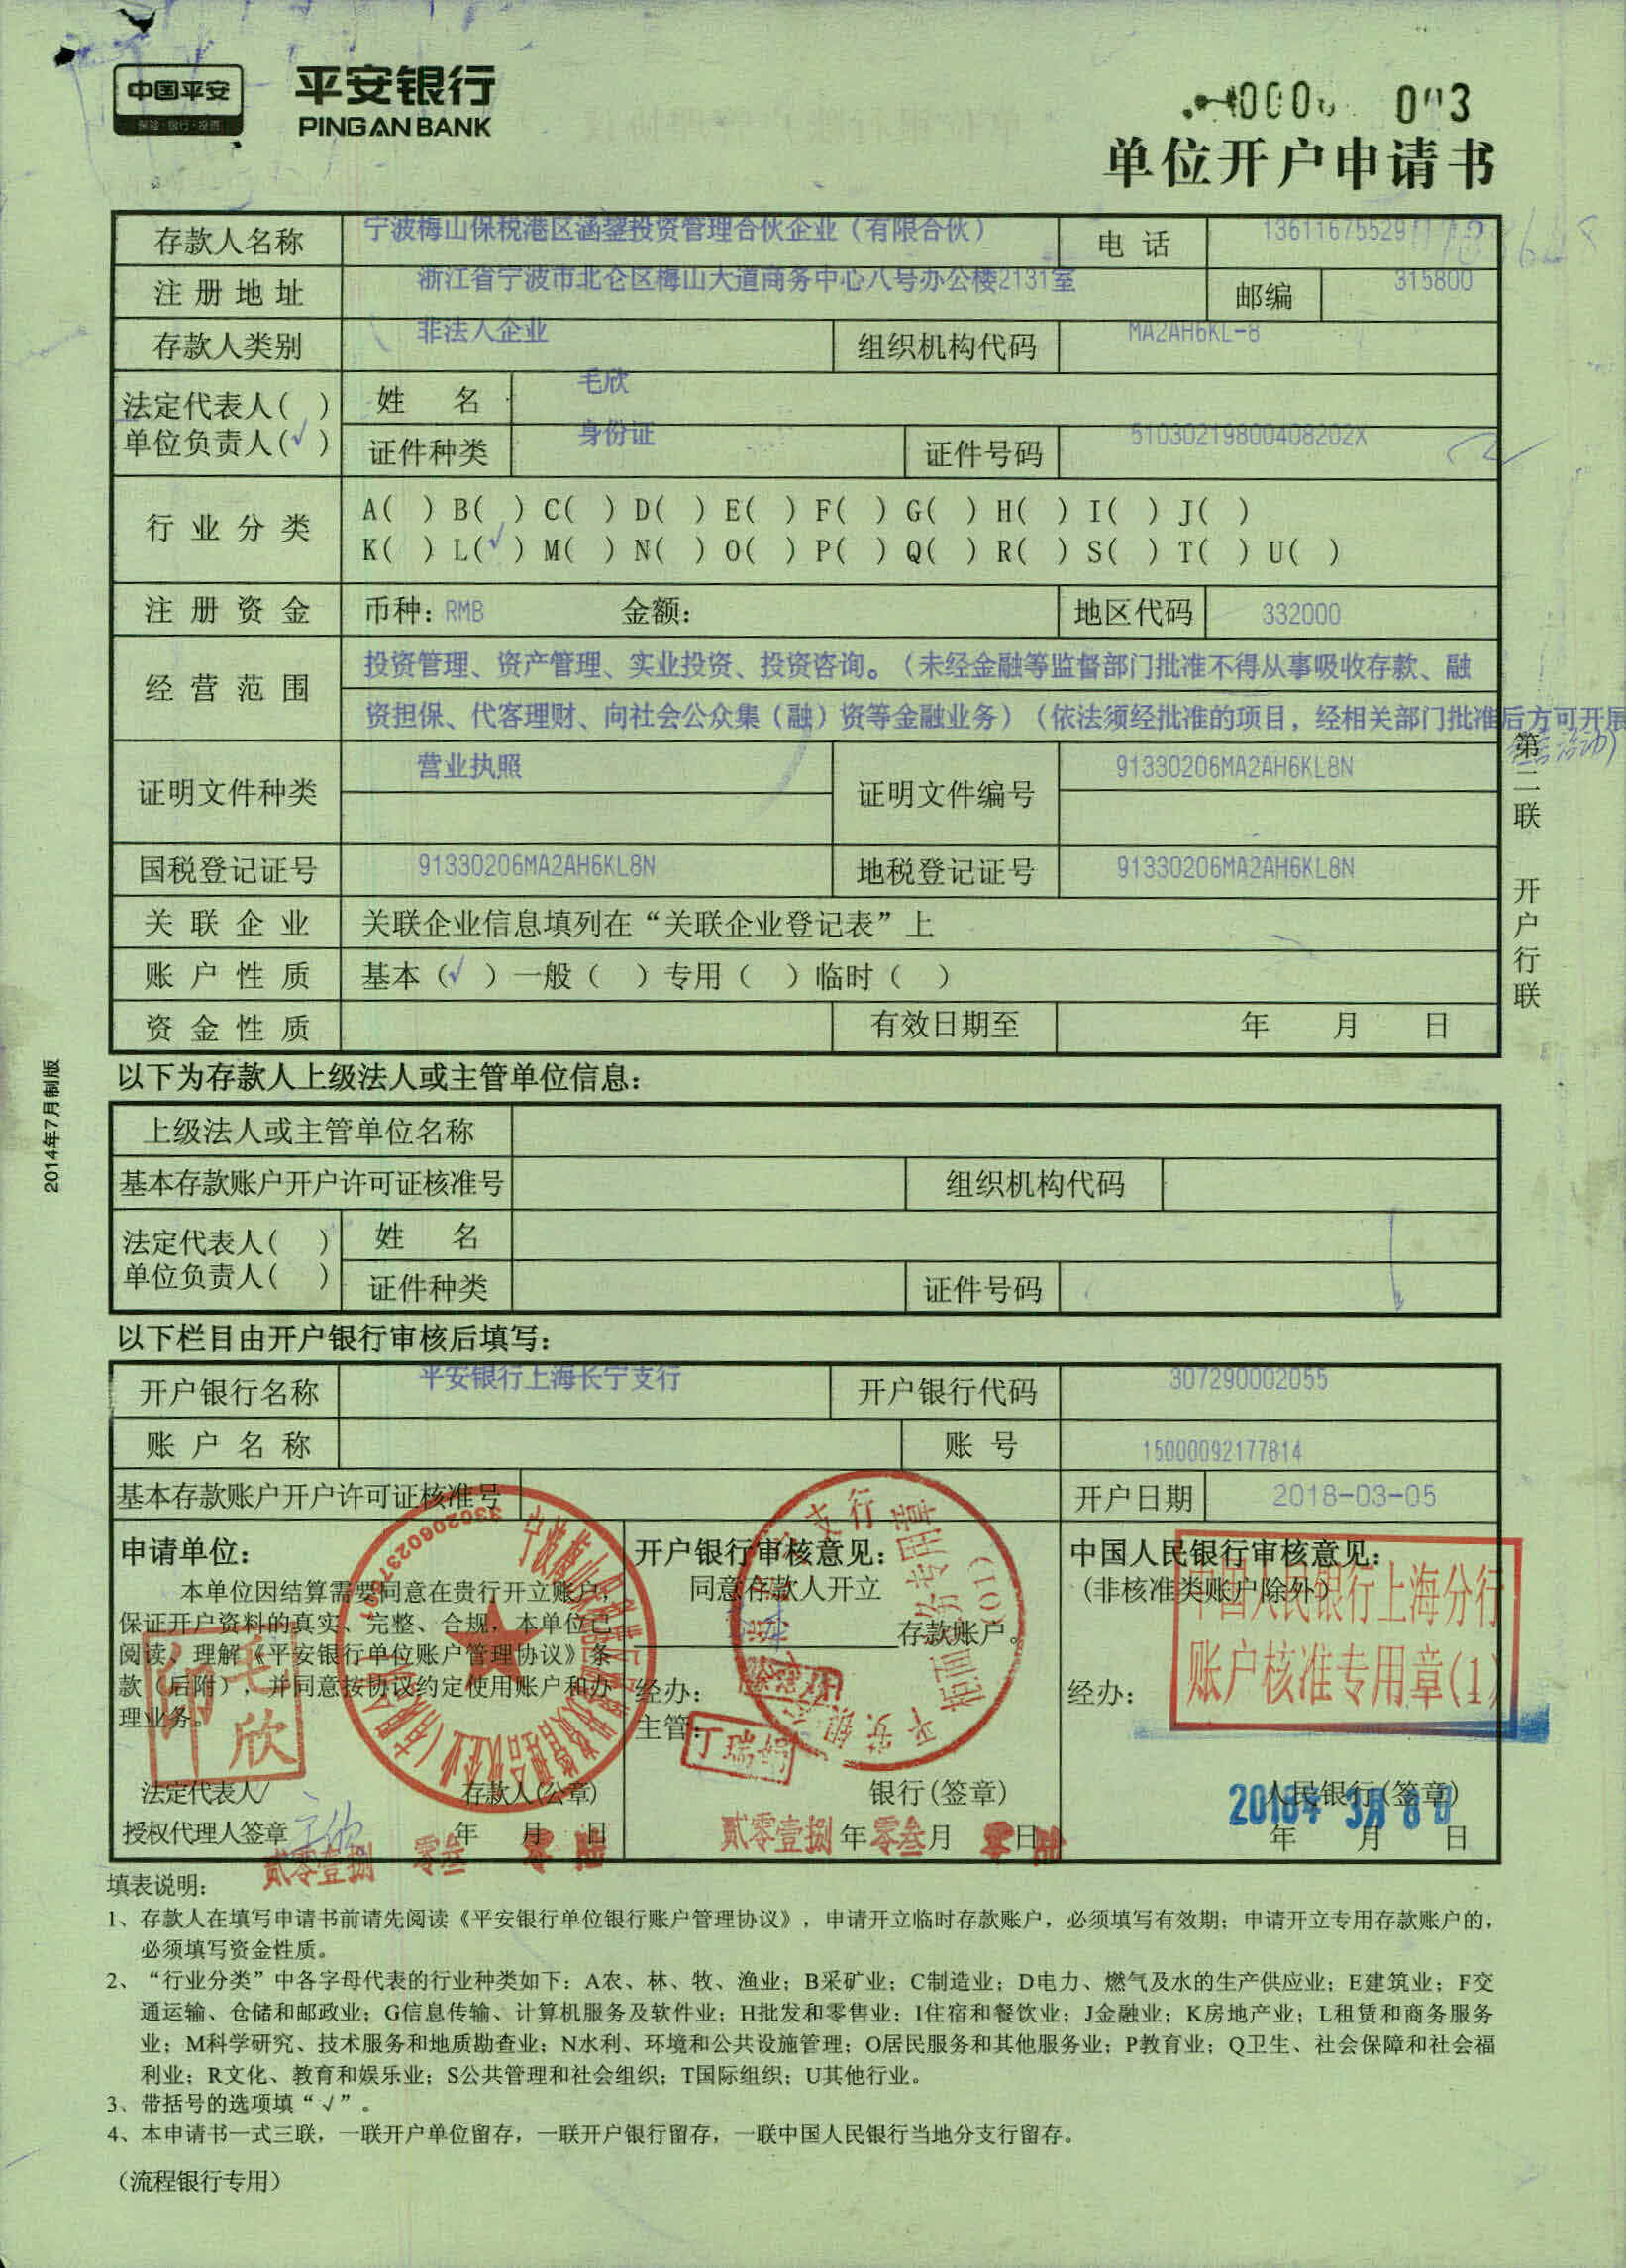 中国平安
保险·银行·投资
平安银行
PINGAN BANK
单位开户申请书
存款人名称 宁波梅山保税港区涵鋆投资管理合伙企业（有限合伙） 电 话 13611675529
注 册 地 址 浙江省宁波市北仑区梅山大道商务中心八号办公楼2131室 邮编 315800
存款人类别 非法人企业 组织机构代码 MA2AH6KL-8
法定代表人( ) 姓 名 毛欣
单位负责人(√) 证件种类 身份证 证件号码 51030219800408202X
行 业 分 类 A( ) B( ) C( ) D( ) E( ) F( ) G( ) H( ) I( ) J( )
K( ) L(√) M( ) N( ) O( ) P( ) Q( ) R( ) S( ) T( ) U( )
注 册 资 金 币种：RMB 金额： 地区代码 332000
经 营 范 围 投资管理、资产管理、实业投资、投资咨询。（未经金融等监督部门批准不得从事吸收存款、融
资担保、代客理财、向社会公众集（融）资等金融业务）（依法须经批准的项目，经相关部门批准后方可开展
活动）
证明文件种类 营业执照 证明文件编号 91330206MA2AH6KL8N
国税登记证号 91330206MA2AH6KL8N 地税登记证号 91330206MA2AH6KL8N
关 联 企 业 关联企业信息填列在“关联企业登记表”上
账 户 性 质 基本（√）一般（ ）专用（ ）临时（ ）
资 金 性 质 有效日期至 年 月 日
第二联 开户行联
2014年7月制版
以下为存款人上级法人或主管单位信息：
上级法人或主管单位名称
基本存款账户开户许可证核准号 组织机构代码
法定代表人( ) 姓 名
单位负责人( ) 证件种类 证件号码
以下栏目由开户银行审核后填写：
开户银行名称 平安银行上海长宁支行 开户银行代码 307290002055
账 户 名 称 账 号 15000092177814
基本存款账户开户许可证核准号 开户日期 2018-03-05
申请单位：
本单位因结算需要同意在贵行开立账户，
保证开户资料的真实、完整、合规，本单位已
阅读、理解《平安银行单位账户管理协议》条
款（后附），并同意按协议约定使用账户和办
理业务。
毛欣印
法定代表人/ 存款人(公章)
授权代理人签章 年 月 日
贰零壹捌 零叁
开户银行审核意见：
同意存款人开立
存款账户。
经办：
主管：
银行(签章)
贰零壹捌年零叁月 日
中国人民银行审核意见：
（非核准类账户除外）
中国人民银行上海分行
账户核准专用章(1)
经办：
人民银行(签章)
2018年 3月 8日
年 月 日
填表说明：
1、存款人在填写申请书前请先阅读《平安银行单位银行账户管理协议》，申请开立临时存款账户，必须填写有效期；申请开立专用存款账户的，
必须填写资金性质。
2、“行业分类”中各字母代表的行业种类如下：A农、林、牧、渔业；B采矿业；C制造业；D电力、燃气及水的生产供应业；E建筑业；F交
通运输、仓储和邮政业；G信息传输、计算机服务及软件业；H批发和零售业；I住宿和餐饮业；J金融业；K房地产业；L租赁和商务服务
业；M科学研究、技术服务和地质勘查业；N水利、环境和公共设施管理；O居民服务和其他服务业；P教育业；Q卫生、社会保障和社会福
利业；R文化、教育和娱乐业；S公共管理和社会组织；T国际组织；U其他行业。
3、带括号的选项填“√”。
4、本申请书一式三联，一联开户单位留存，一联开户银行留存，一联中国人民银行当地分支行留存。
（流程银行专用）